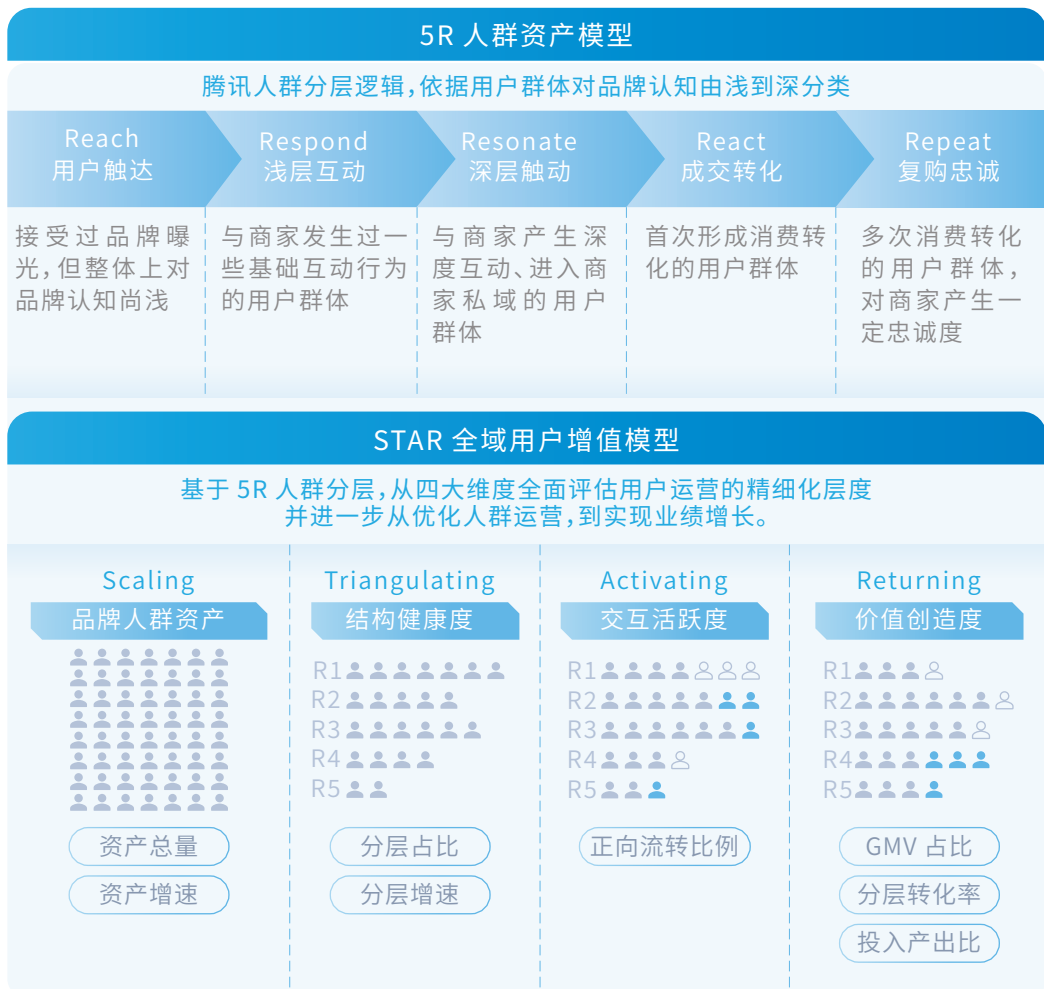 5R 人群资产模型
腾讯人群分层逻辑，依据用户群体对品牌认知由浅到深分类
Reach
用户触达
Respond
浅层互动
Resonate
深层触动
React
成交转化
Repeat
复购忠诚
接受过品牌曝
光，但整体上对
品牌认知尚浅
与商家发生过一
些基础互动行为
的用户群体
与商家产生深
度互动、进入商
家私域的用户
群体
首次形成消费转
化的用户群体
多次消费转化
的用户群体，
对商家产生一
定忠诚度
STAR 全域用户增值模型
基于 5R 人群分层，从四大维度全面评估用户运营的精细化层度
并进一步从优化人群运营，到实现业绩增长。
Scaling
品牌人群资产
资产总量
资产增速
Triangulating
结构健康度
R1
R2
R3
R4
R5
分层占比
分层增速
Activating
交互活跃度
R1
R2
R3
R4
R5
正向流转比例
Returning
价值创造度
R1
R2
R3
R4
R5
GMV 占比
分层转化率
投入产出比